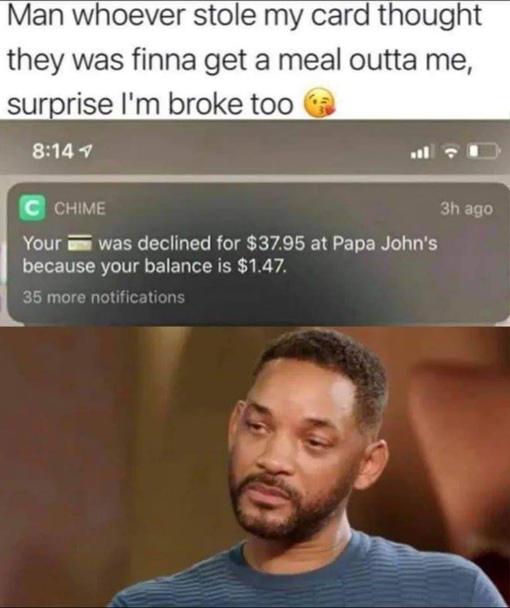 Man whoever stole my card thought
they was finna get a meal outta me,
surprise I'm broke too 😘
8:14
C CHIME 3h ago
Your 💳 was declined for $37.95 at Papa John's
because your balance is $1.47.
35 more notifications